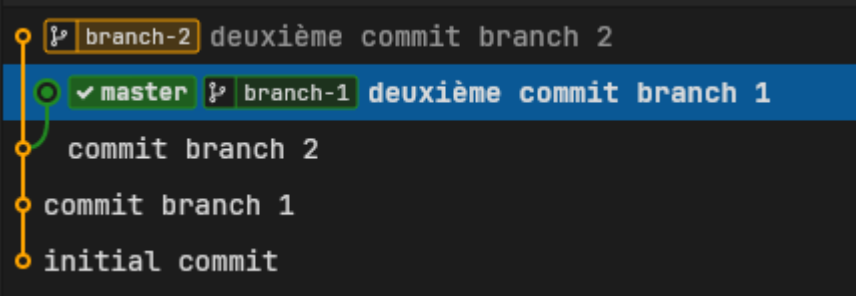 branch-2 deuxième commit branch 2
master branch-1 deuxième commit branch 1
commit branch 2
commit branch 1
initial commit